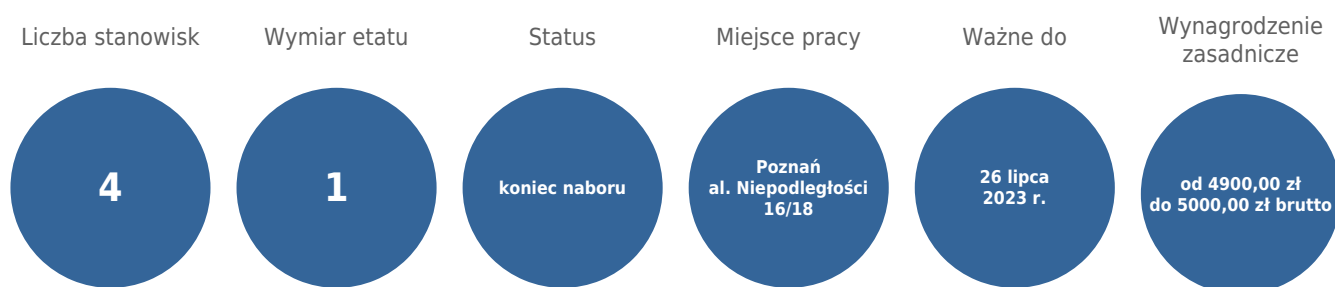 Liczba stanowisk
4
Wymiar etatu
1
Status
koniec naboru
Miejsce pracy
Poznań
al. Niepodległości
16/18
Ważne do
26 lipca
2023 r.
Wynagrodzenie
zasadnicze
od 4900,00 zł
do 5000,00 zł brutto